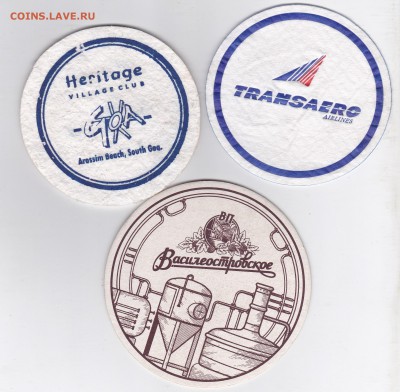 COINS.LAVE.RU
Heritage
VILLAGE CLUB
GOA
Arossim Beach, South Goa.
TRANSAERO
AIRLINES
ВП
Василеостровское